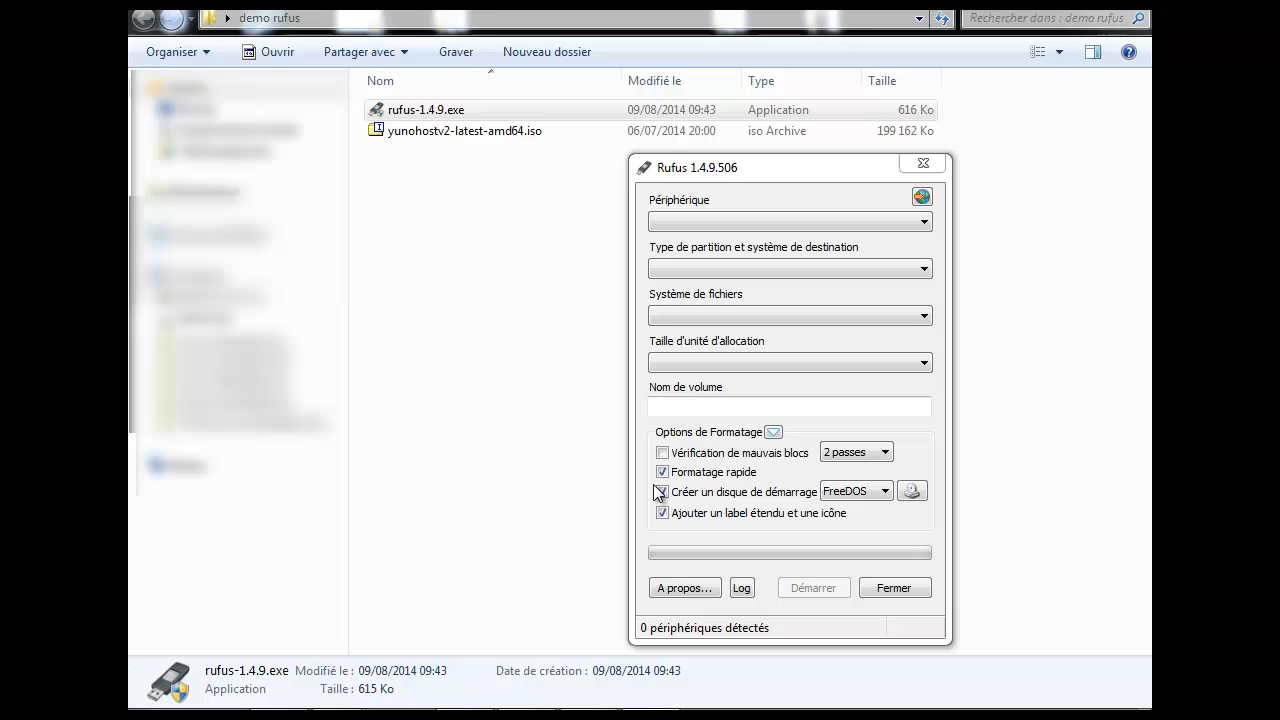 demo rufus
Rechercher dans : demo rufus
Organiser
Ouvrir
Partager avec
Graver
Nouveau dossier
Nom
Modifié le
Type
Taille
rufus-1.4.9.exe
09/08/2014 09:43
Application
616 Ko
yunohostv2-latest-amd64.iso
06/07/2014 20:00
iso Archive
199 162 Ko
Rufus 1.4.9.506
Périphérique
Type de partition et système de destination
Système de fichiers
Taille d'unité d'allocation
Nom de volume
Options de Formatage
Vérification de mauvais blocs
2 passes
Formatage rapide
Créer un disque de démarrage
FreeDOS
Ajouter un label étendu et une icône
A propos...
Log
Démarrer
Fermer
0 périphériques détectés
rufus-1.4.9.exe
Modifié le : 09/08/2014 09:43
Date de création : 09/08/2014 09:43
Application
Taille : 615 Ko